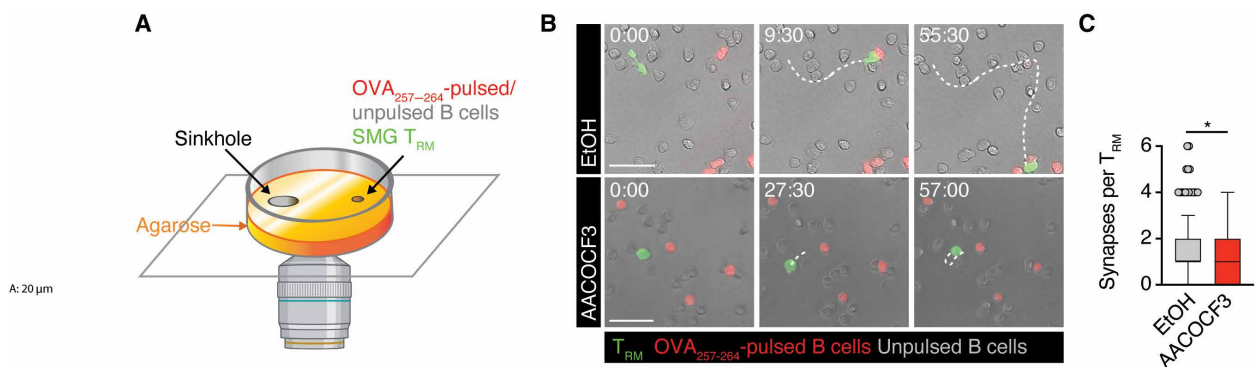 A
OVA257–264-pulsed/
unpulsed B cells
SMG TRM
Sinkhole
Agarose
A: 20 µm
B
EtOH
0:00
9:30
55:30
AACOCF3
0:00
27:30
57:00
TRM OVA257-264-pulsed B cells Unpulsed B cells
C
*
Synapses per TRM
6
4
2
0
EtOH
AACOCF3